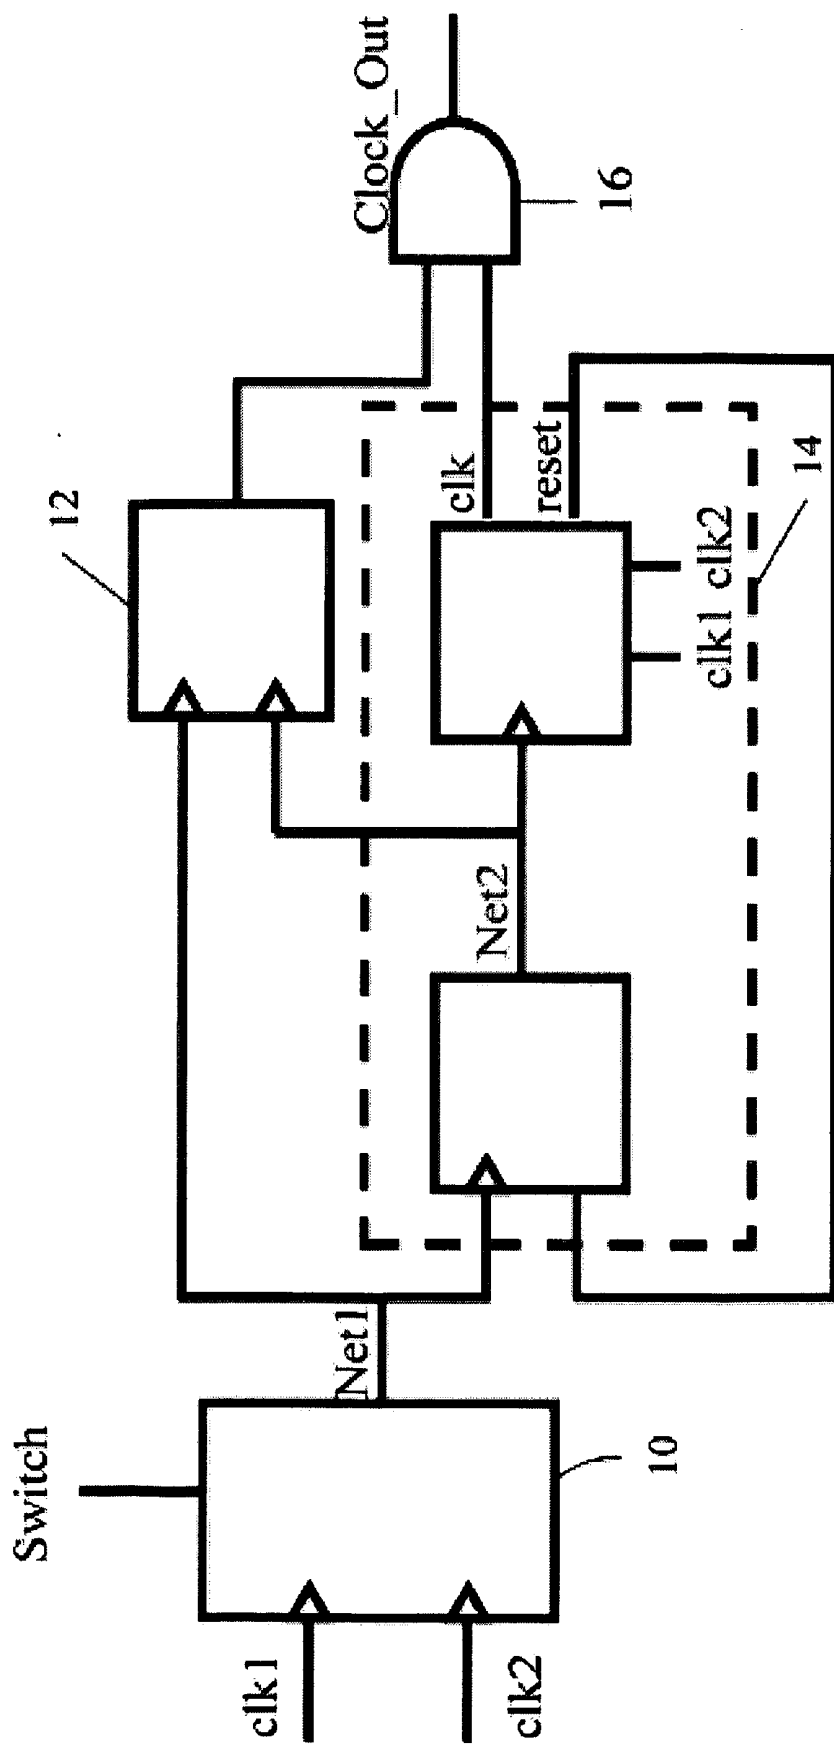 Switch
clk1
clk2
10
Net1
12
Net2
clk
reset
clk1 clk2
14
Clock_Out
16